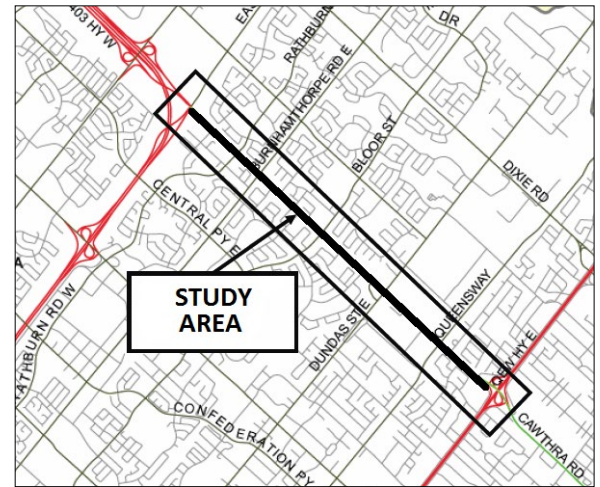 403 HY W
RATHBURN
DR
BURNHAMTHORPE RD E
BLOOR ST
DIXIE RD
CENTRAL PY
STUDY
AREA
QUEENSWAY
DUNDAS ST E
RATHBURN RD W
QEW HY E
CONFEDERATION PY
CAWTHRA RD